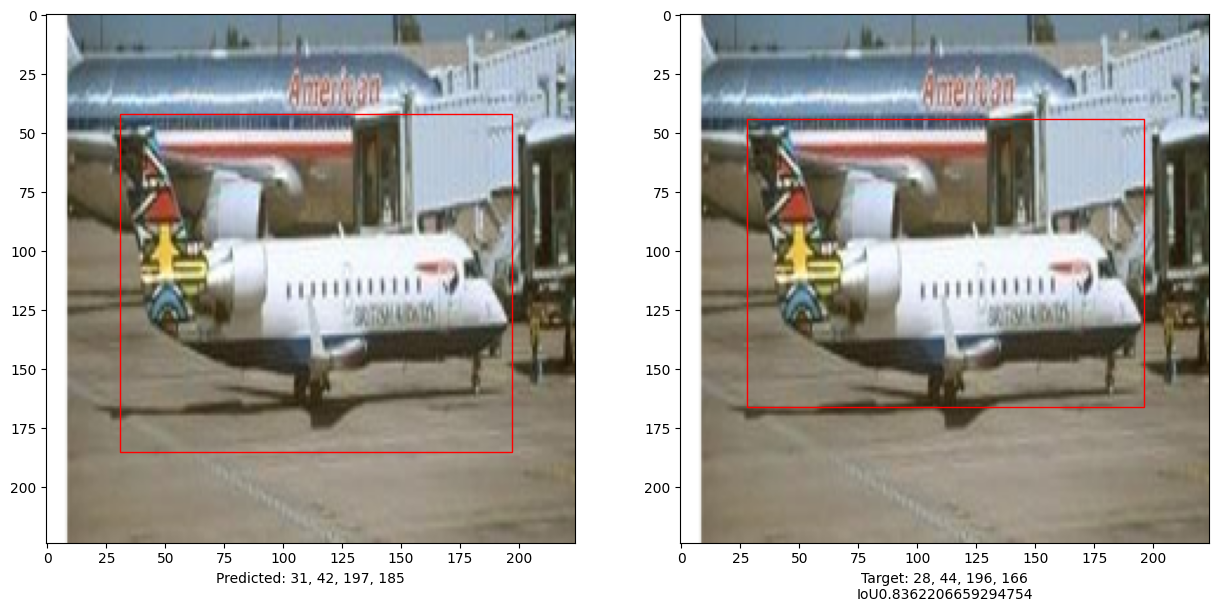 0
25
50
75
100
125
150
175
200
American
BRITISH AIRWAYS
0 25 50 75 100 125 150 175 200
Predicted: 31, 42, 197, 185
0
25
50
75
100
125
150
175
200
American
BRITISH AIRWAYS
0 25 50 75 100 125 150 175 200
Target: 28, 44, 196, 166
IoU0.8362206659294754